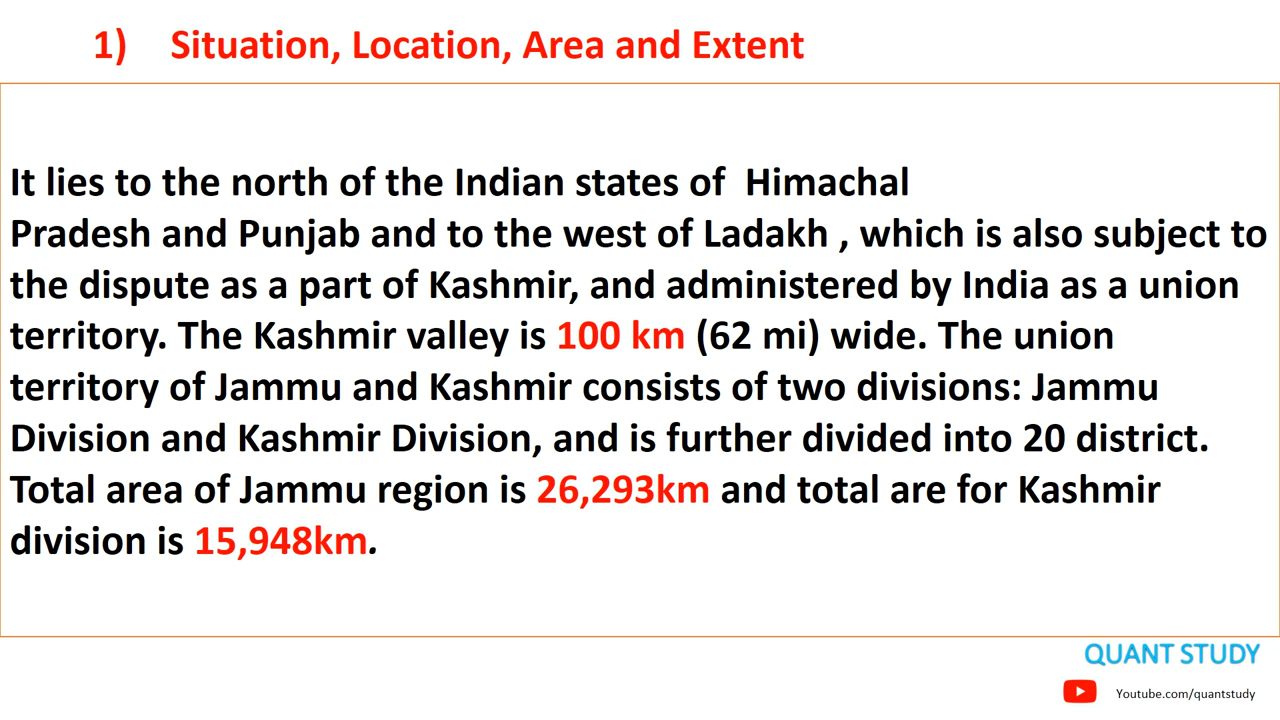 1) Situation, Location, Area and Extent
It lies to the north of the Indian states of Himachal
Pradesh and Punjab and to the west of Ladakh , which is also subject to
the dispute as a part of Kashmir, and administered by India as a union
territory. The Kashmir valley is 100 km (62 mi) wide. The union
territory of Jammu and Kashmir consists of two divisions: Jammu
Division and Kashmir Division, and is further divided into 20 district.
Total area of Jammu region is 26,293km and total are for Kashmir
division is 15,948km.
QUANT STUDY
Youtube.com/quantstudy